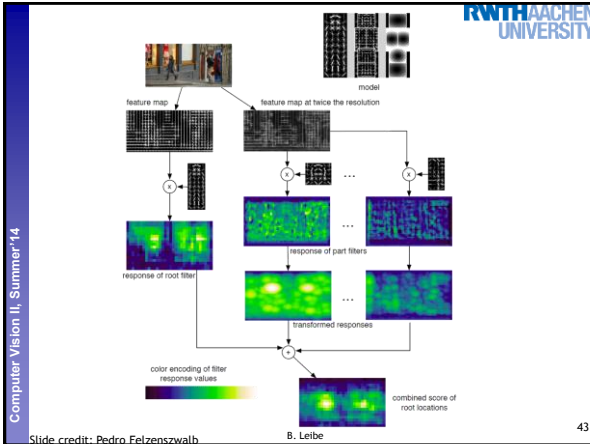 RWTH AACHEN
UNIVERSITY
model
feature map
feature map at twice the resolution
x
x
...
x
...
response of part filters
response of root filter
...
transformed responses
+
color encoding of filter
response values
combined score of
root locations
Computer Vision II, Summer'14
Slide credit: Pedro Felzenszwalb
B. Leibe
43